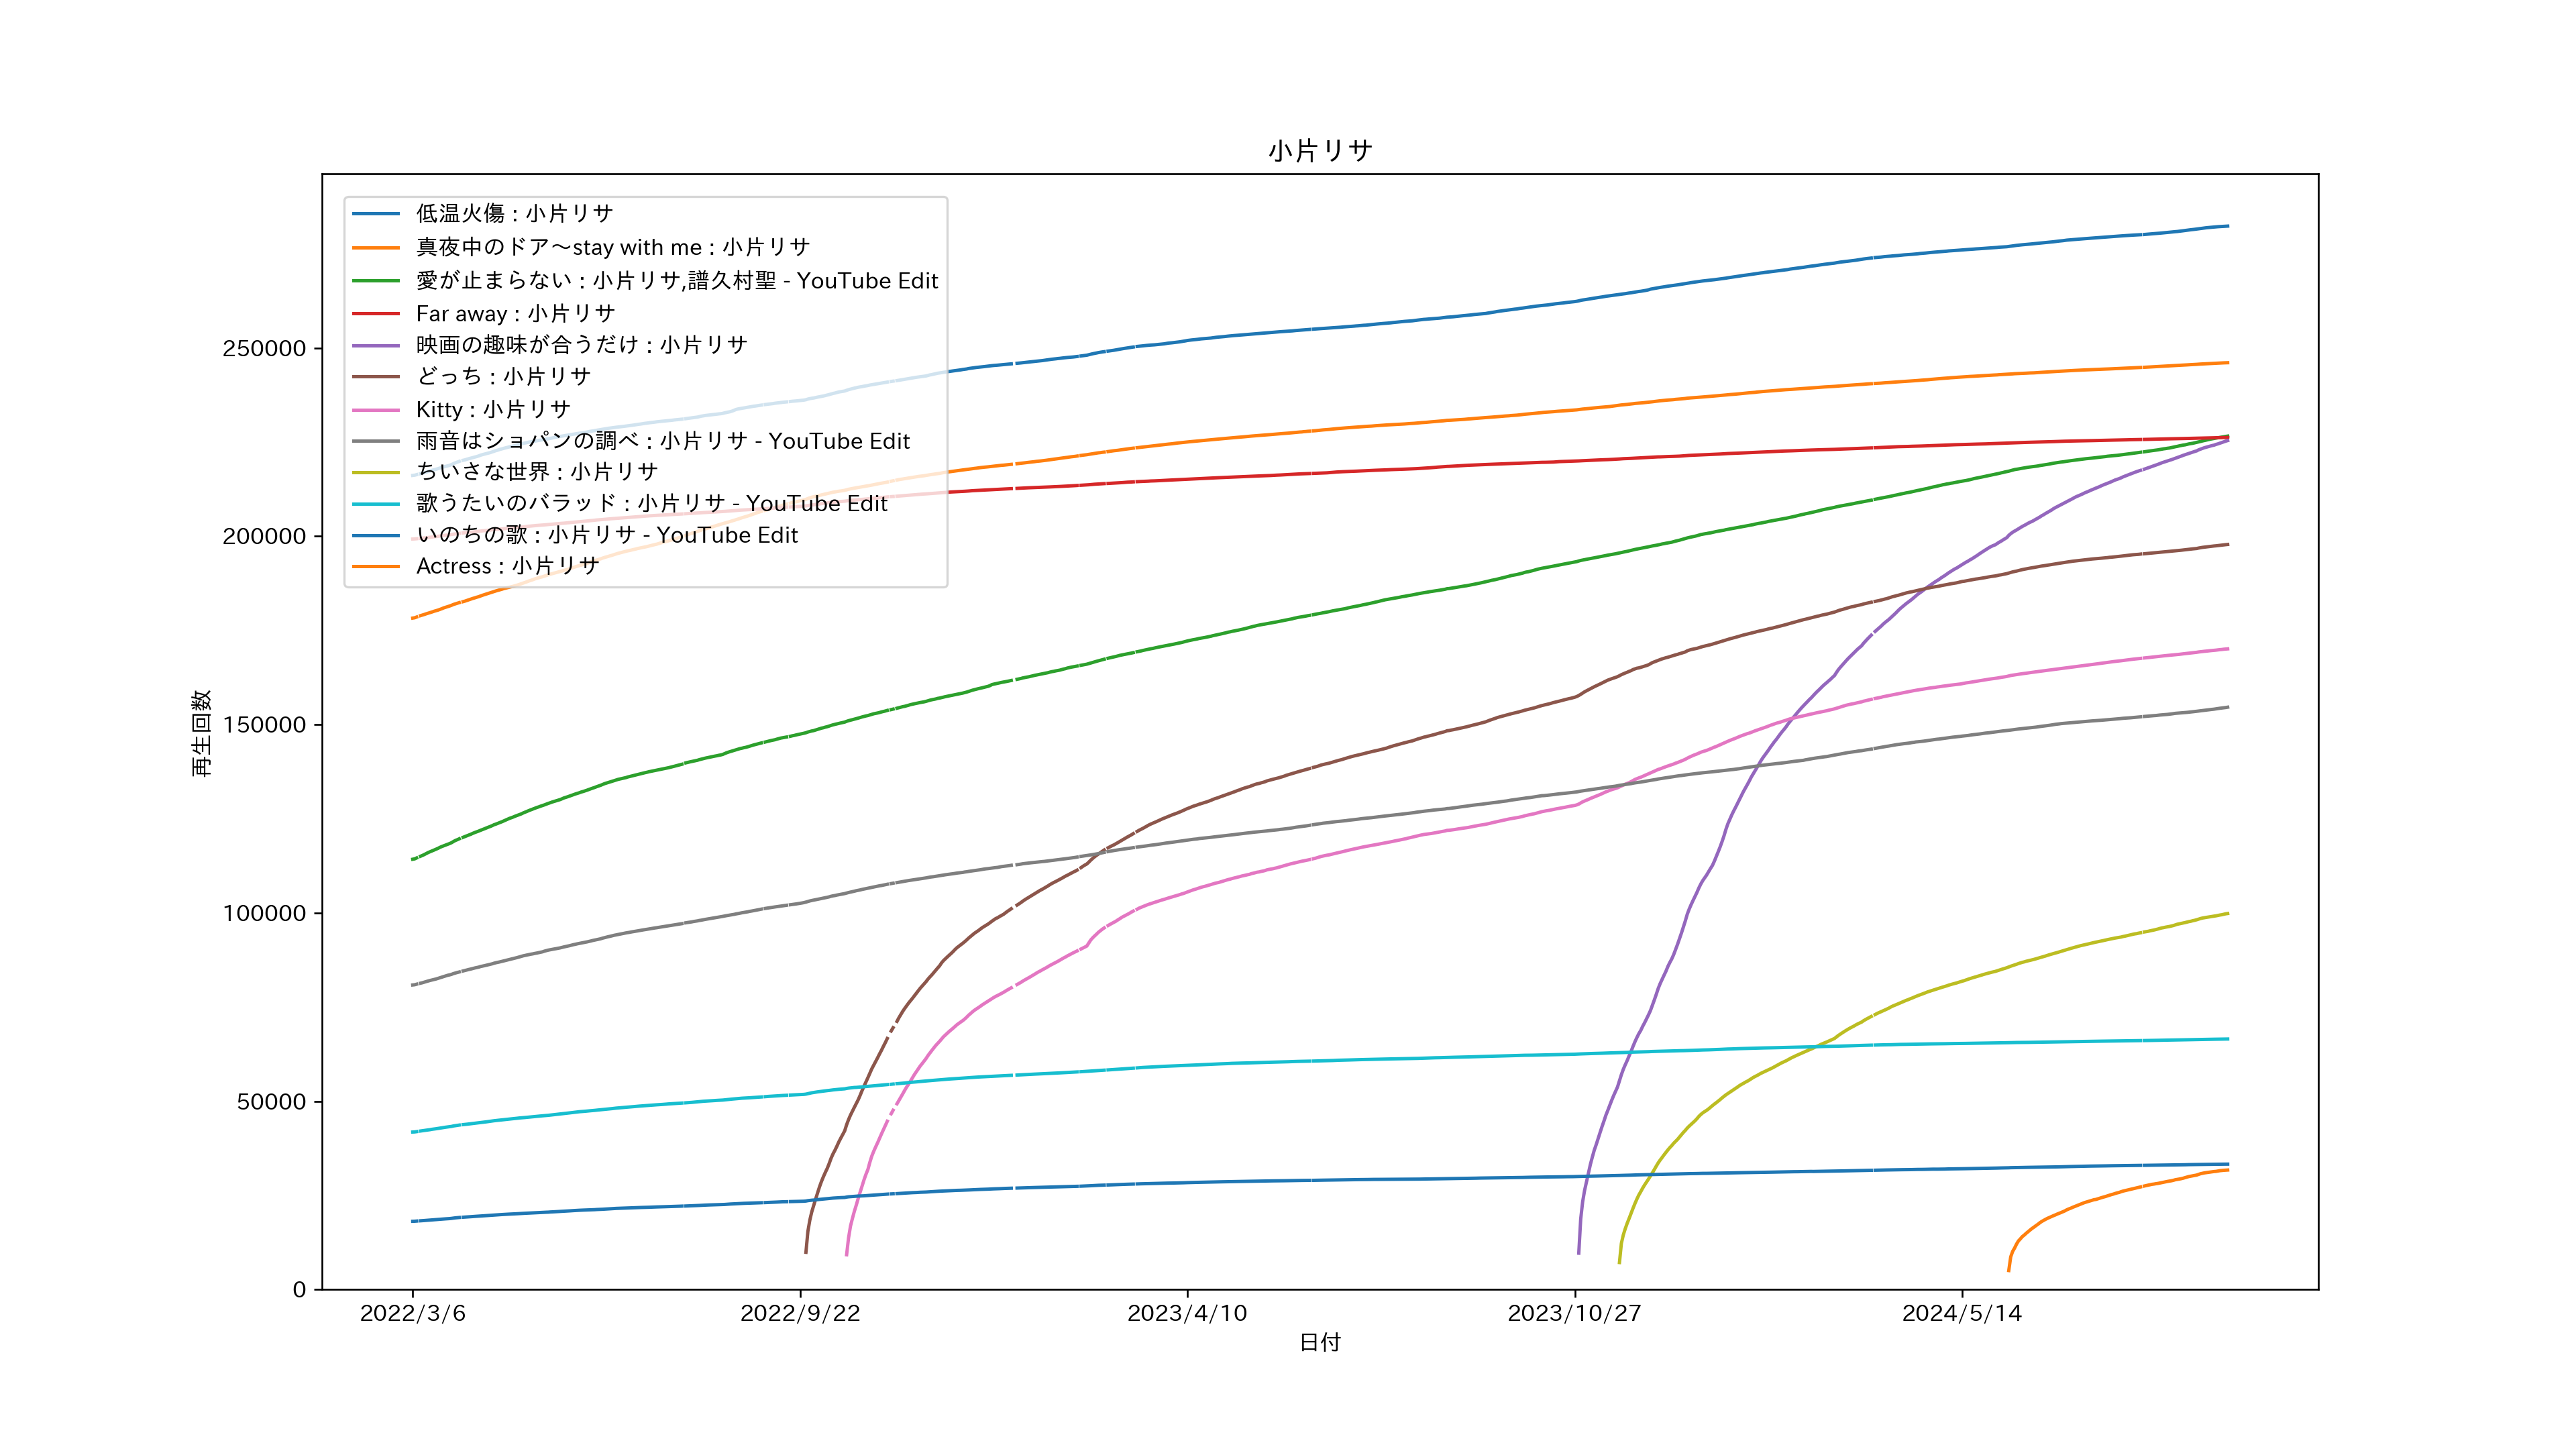 小片リサ
低温火傷 : 小片リサ
真夜中のドア～stay with me : 小片リサ
愛が止まらない : 小片リサ,譜久村聖 - YouTube Edit
Far away : 小片リサ
映画の趣味が合うだけ : 小片リサ
どっち : 小片リサ
Kitty : 小片リサ
雨音はショパンの調べ : 小片リサ - YouTube Edit
ちいさな世界 : 小片リサ
歌うたいのバラッド : 小片リサ - YouTube Edit
いのちの歌 : 小片リサ - YouTube Edit
Actress : 小片リサ
250000
200000
150000
100000
50000
0
再生回数
2022/3/6
2022/9/22
2023/4/10
2023/10/27
2024/5/14
日付